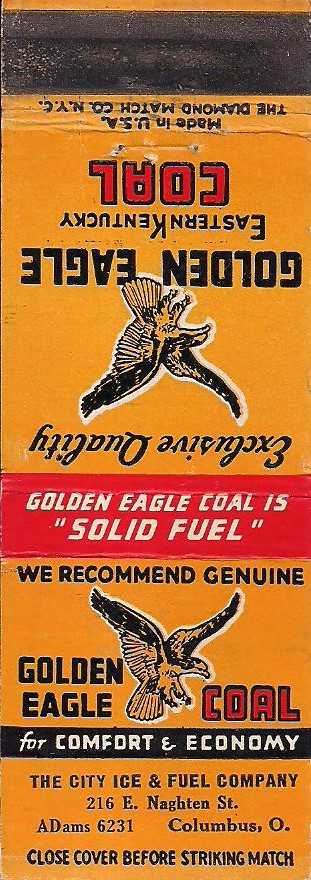 Exclusive Quality
GOLDEN EAGLE
EASTERN KENTUCKY
COAL
Made in U.S.A.
THE DIAMOND MATCH CO. N.Y.C.
GOLDEN EAGLE COAL IS
"SOLID FUEL"
WE RECOMMEND GENUINE
GOLDEN
EAGLE COAL
for COMFORT & ECONOMY
THE CITY ICE & FUEL COMPANY
216 E. Naghten St.
ADams 6231 Columbus, O.
CLOSE COVER BEFORE STRIKING MATCH